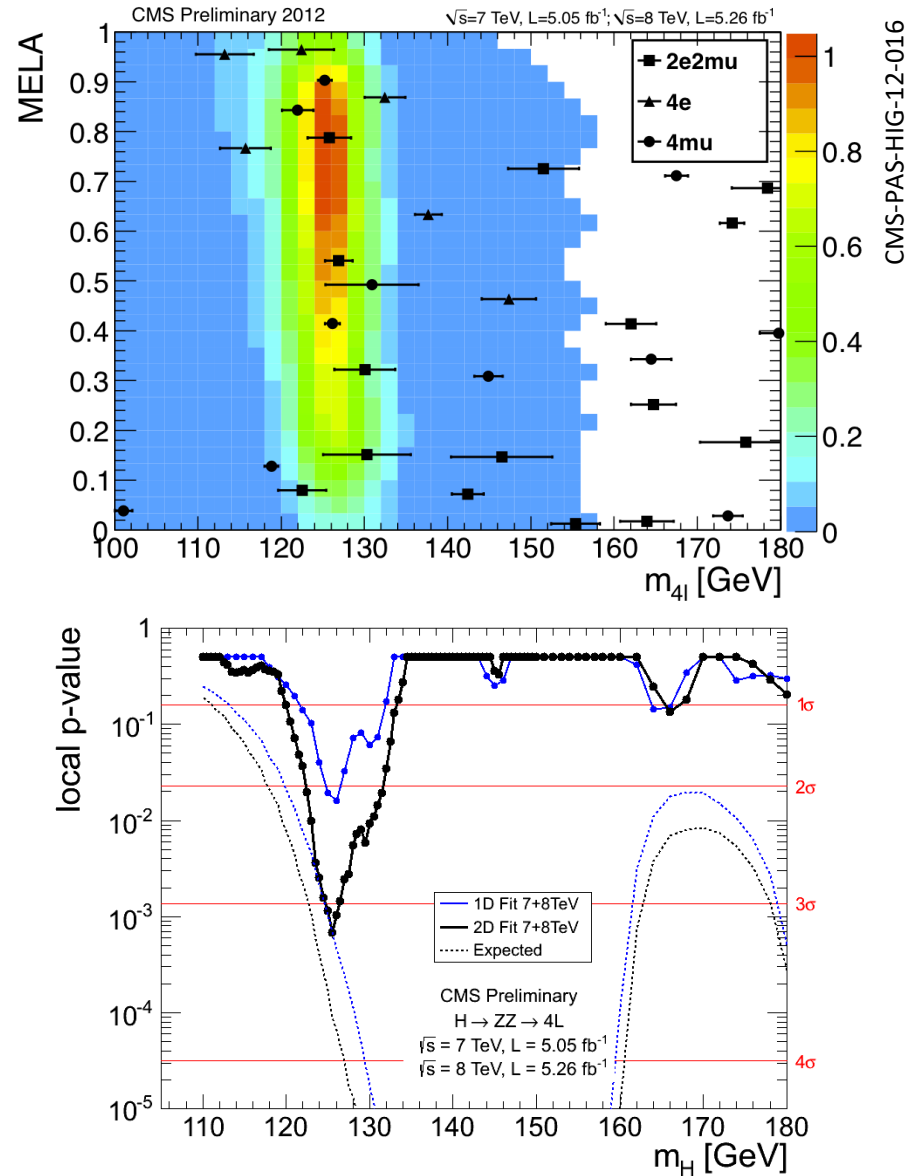 CMS Preliminary 2012
√s=7 TeV, L=5.05 fb⁻¹; √s=8 TeV, L=5.26 fb⁻¹
MELA
1
0.9
0.8
0.7
0.6
0.5
0.4
0.3
0.2
0.1
0
2e2mu
4e
4mu
1
0.8
0.6
0.4
0.2
0
CMS-PAS-HIG-12-016
100 110 120 130 140 150 160 170 180
m4l [GeV]
local p-value
1
10⁻¹
10⁻²
10⁻³
10⁻⁴
10⁻⁵
1σ
2σ
3σ
4σ
1D Fit 7+8TeV
2D Fit 7+8TeV
Expected
CMS Preliminary
H → ZZ → 4L
√s = 7 TeV, L = 5.05 fb⁻¹
√s = 8 TeV, L = 5.26 fb⁻¹
110 120 130 140 150 160 170 180
mH [GeV]